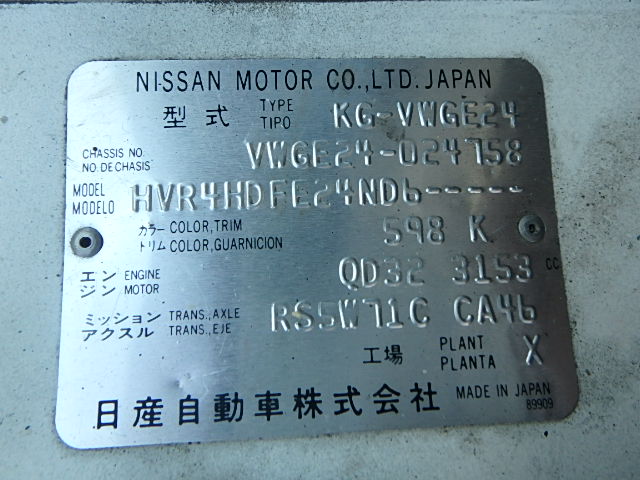 NISSAN MOTOR CO.,LTD. JAPAN
型式 TYPE TIPO KG-VWGE24
CHASSIS NO. NO. DE CHASIS VWGE24-024758
MODEL MODELO HVR4HDFE24ND6-----
カラー COLOR,TRIM トリム COLOR,GUARNICION 598 K
エンジン ENGINE MOTOR QD32 3153 CC
ミッション TRANS.,AXLE アクスル TRANS.,EJE RS5W71C CA46
工場 PLANT PLANTA X
日産自動車株式会社 MADE IN JAPAN
89909